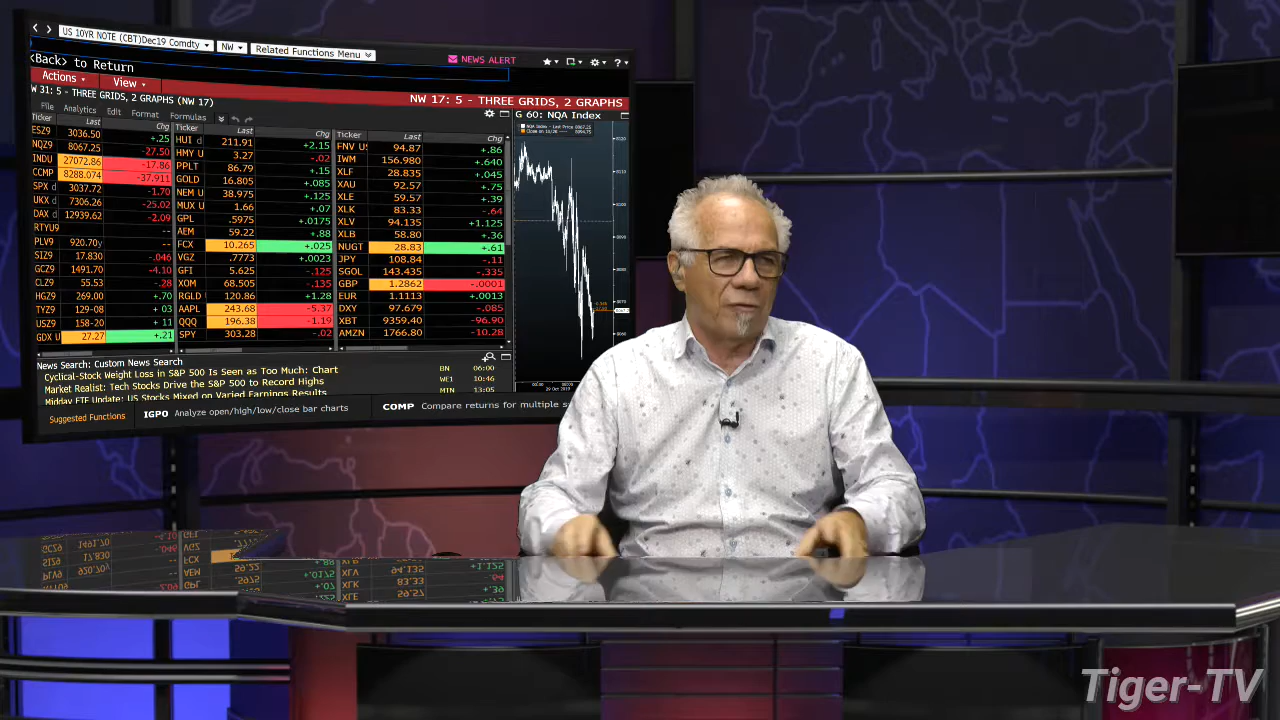 US 10YR NOTE (CBT)Dec19 Comdty NW Related Functions Menu
<Back> to Return
NEWS ALERT
Actions View
NW 17: 5 - THREE GRIDS, 2 GRAPHS
W 31: 5 - THREE GRIDS, 2 GRAPHS (NW 17)
File Analytics Edit Format Formulas
G 60: NQA Index
Ticker Last Chg Ticker Last Chg Ticker Last Chg
ESZ9 3036.50 +.25
NQZ9 8067.25 -27.50
INDU 27072.86 -17.86
CCMP 8288.074 -37.911
SPX d 3037.72 -1.70
UKX d 7306.26 -25.02
DAX d 12939.62 -2.09
RTYU9 --
PLV9 920.70y --
SIZ9 17.830 -.046
GCZ9 1491.70 -4.10
CLZ9 55.53 -.28
HGZ9 269.00 +.70
TYZ9 129-08 + 03
USZ9 158-20 + 11
GDX U 27.27 +.21
HUI d 211.91 +2.15
HMY U 3.27 -.02
PPLT 86.79 +.15
GOLD 16.805 +.085
NEM U 38.975 +.125
MUX U 1.66 +.07
GPL .5975 +.0175
AEM 59.22 +.88
FCX 10.265 +.025
VGZ .7773 +.0023
GFI 5.625 -.125
XOM 68.505 -.135
RGLD 120.86 +1.28
AAPL 243.68 -5.37
QQQ 196.38 -1.19
SPY 303.28 -.02
FNV US 94.87 +.86
IWM 156.980 +.640
XLF 28.835 +.045
XAU 92.57 +.75
XLE 59.57 +.39
XLK 83.33 -.64
XLV 94.135 +1.125
XLB 58.80 +.36
NUGT 28.83 +.61
JPY 108.84 -.11
SGOL 143.435 -.335
GBP 1.2862 -.0001
EUR 1.1113 +.0013
DXY 97.679 -.085
XBT 9359.40 -96.90
AMZN 1766.80 -10.28
News Search: Custom News Search
Cyclical-Stock Weight Loss in S&P 500 Is Seen as Too Much: Chart BN 06:00
Market Realist: Tech Stocks Drive the S&P 500 to Record Highs WE1 10:46
Midday ETF Update: US Stocks Mixed on Varied Earnings Results MTN 13:05
Suggested Functions IGPO Analyze open/high/low/close bar charts COMP Compare returns for multiple
Tiger-TV